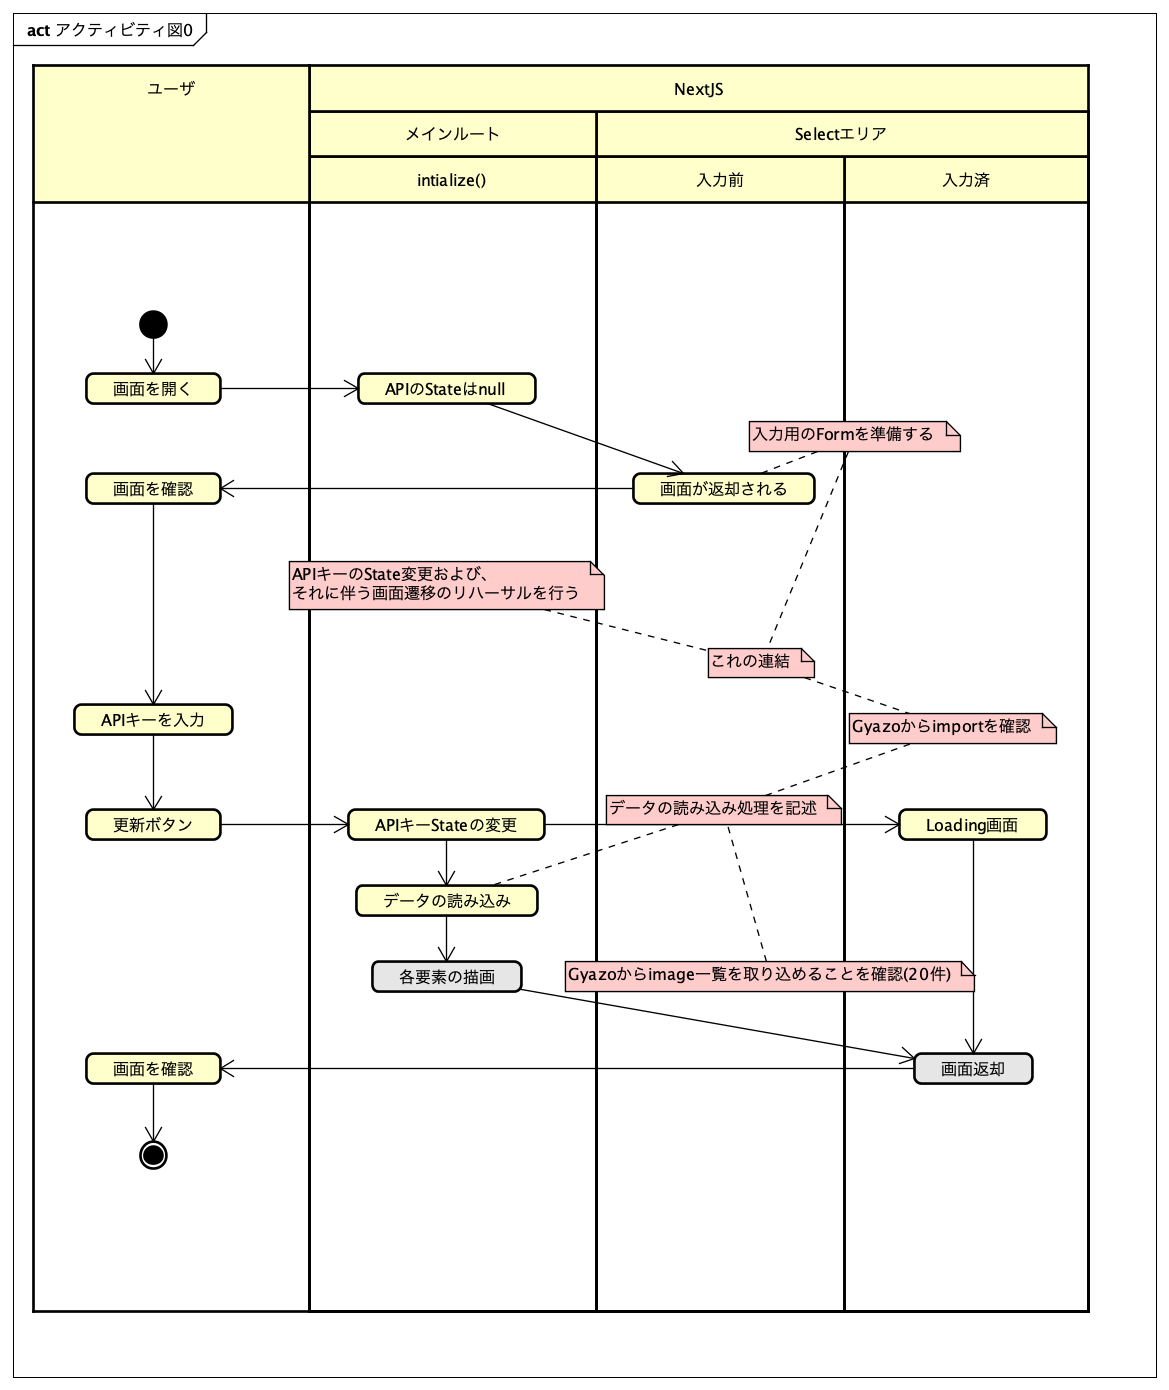 act アクティビティ図0
ユーザ
NextJS
メインルート
Selectエリア
intialize()
入力前
入力済
画面を開く
APIのStateはnull
入力用のFormを準備する
画面を確認
画面が返却される
APIキーのState変更および、
それに伴う画面遷移のリハーサルを行う
これの連結
APIキーを入力
Gyazoからimportを確認
データの読み込み処理を記述
更新ボタン
APIキーStateの変更
Loading画面
データの読み込み
各要素の描画
Gyazoからimage一覧を取り込めることを確認(20件)
画面を確認
画面返却